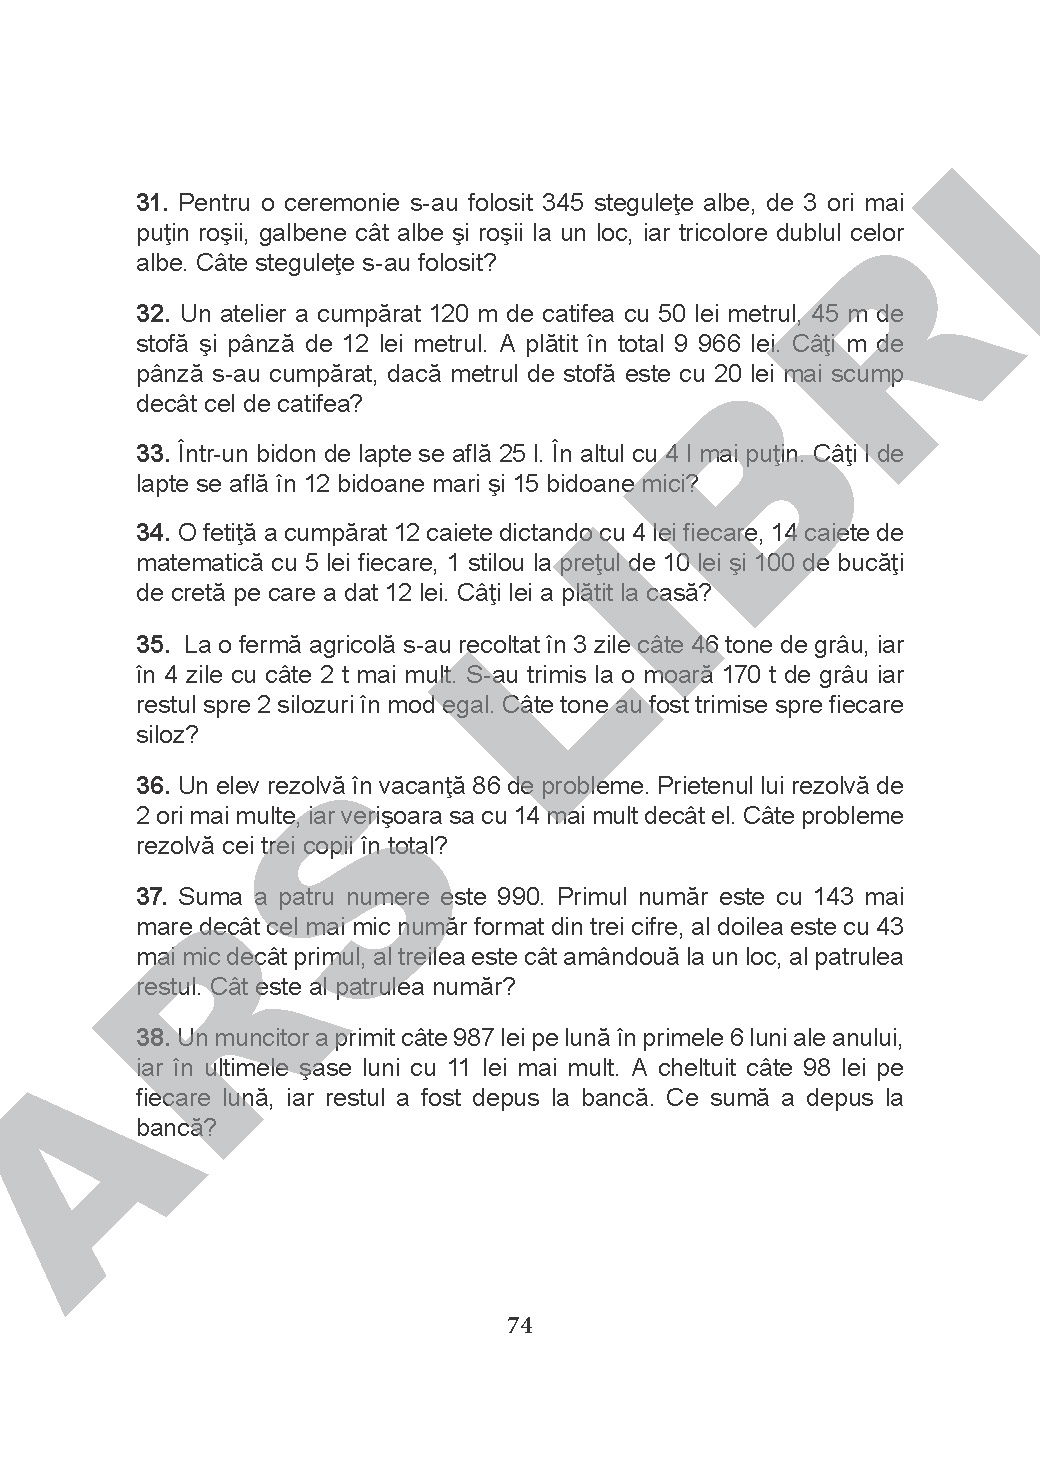 31. Pentru o ceremonie s-au folosit 345 steguleţe albe, de 3 ori mai
puţin roşii, galbene cât albe şi roşii la un loc, iar tricolore dublul celor
albe. Câte steguleţe s-au folosit?
32. Un atelier a cumpărat 120 m de catifea cu 50 lei metrul, 45 m de
stofă şi pânză de 12 lei metrul. A plătit în total 9 966 lei. Câţi m de
pânză s-au cumpărat, dacă metrul de stofă este cu 20 lei mai scump
decât cel de catifea?
33. Într-un bidon de lapte se află 25 l. În altul cu 4 l mai puţin. Câţi l de
lapte se află în 12 bidoane mari şi 15 bidoane mici?
34. O fetiţă a cumpărat 12 caiete dictando cu 4 lei fiecare, 14 caiete de
matematică cu 5 lei fiecare, 1 stilou la preţul de 10 lei şi 100 de bucăţi
de cretă pe care a dat 12 lei. Câţi lei a plătit la casă?
35. La o fermă agricolă s-au recoltat în 3 zile câte 46 tone de grâu, iar
în 4 zile cu câte 2 t mai mult. S-au trimis la o moară 170 t de grâu iar
restul spre 2 silozuri în mod egal. Câte tone au fost trimise spre fiecare
siloz?
36. Un elev rezolvă în vacanţă 86 de probleme. Prietenul lui rezolvă de
2 ori mai multe, iar verişoara sa cu 14 mai mult decât el. Câte probleme
rezolvă cei trei copii în total?
37. Suma a patru numere este 990. Primul număr este cu 143 mai
mare decât cel mai mic număr format din trei cifre, al doilea este cu 43
mai mic decât primul, al treilea este cât amândouă la un loc, al patrulea
restul. Cât este al patrulea număr?
38. Un muncitor a primit câte 987 lei pe lună în primele 6 luni ale anului,
iar în ultimele şase luni cu 11 lei mai mult. A cheltuit câte 98 lei pe
fiecare lună, iar restul a fost depus la bancă. Ce sumă a depus la
bancă?
74
ARS LIBRI